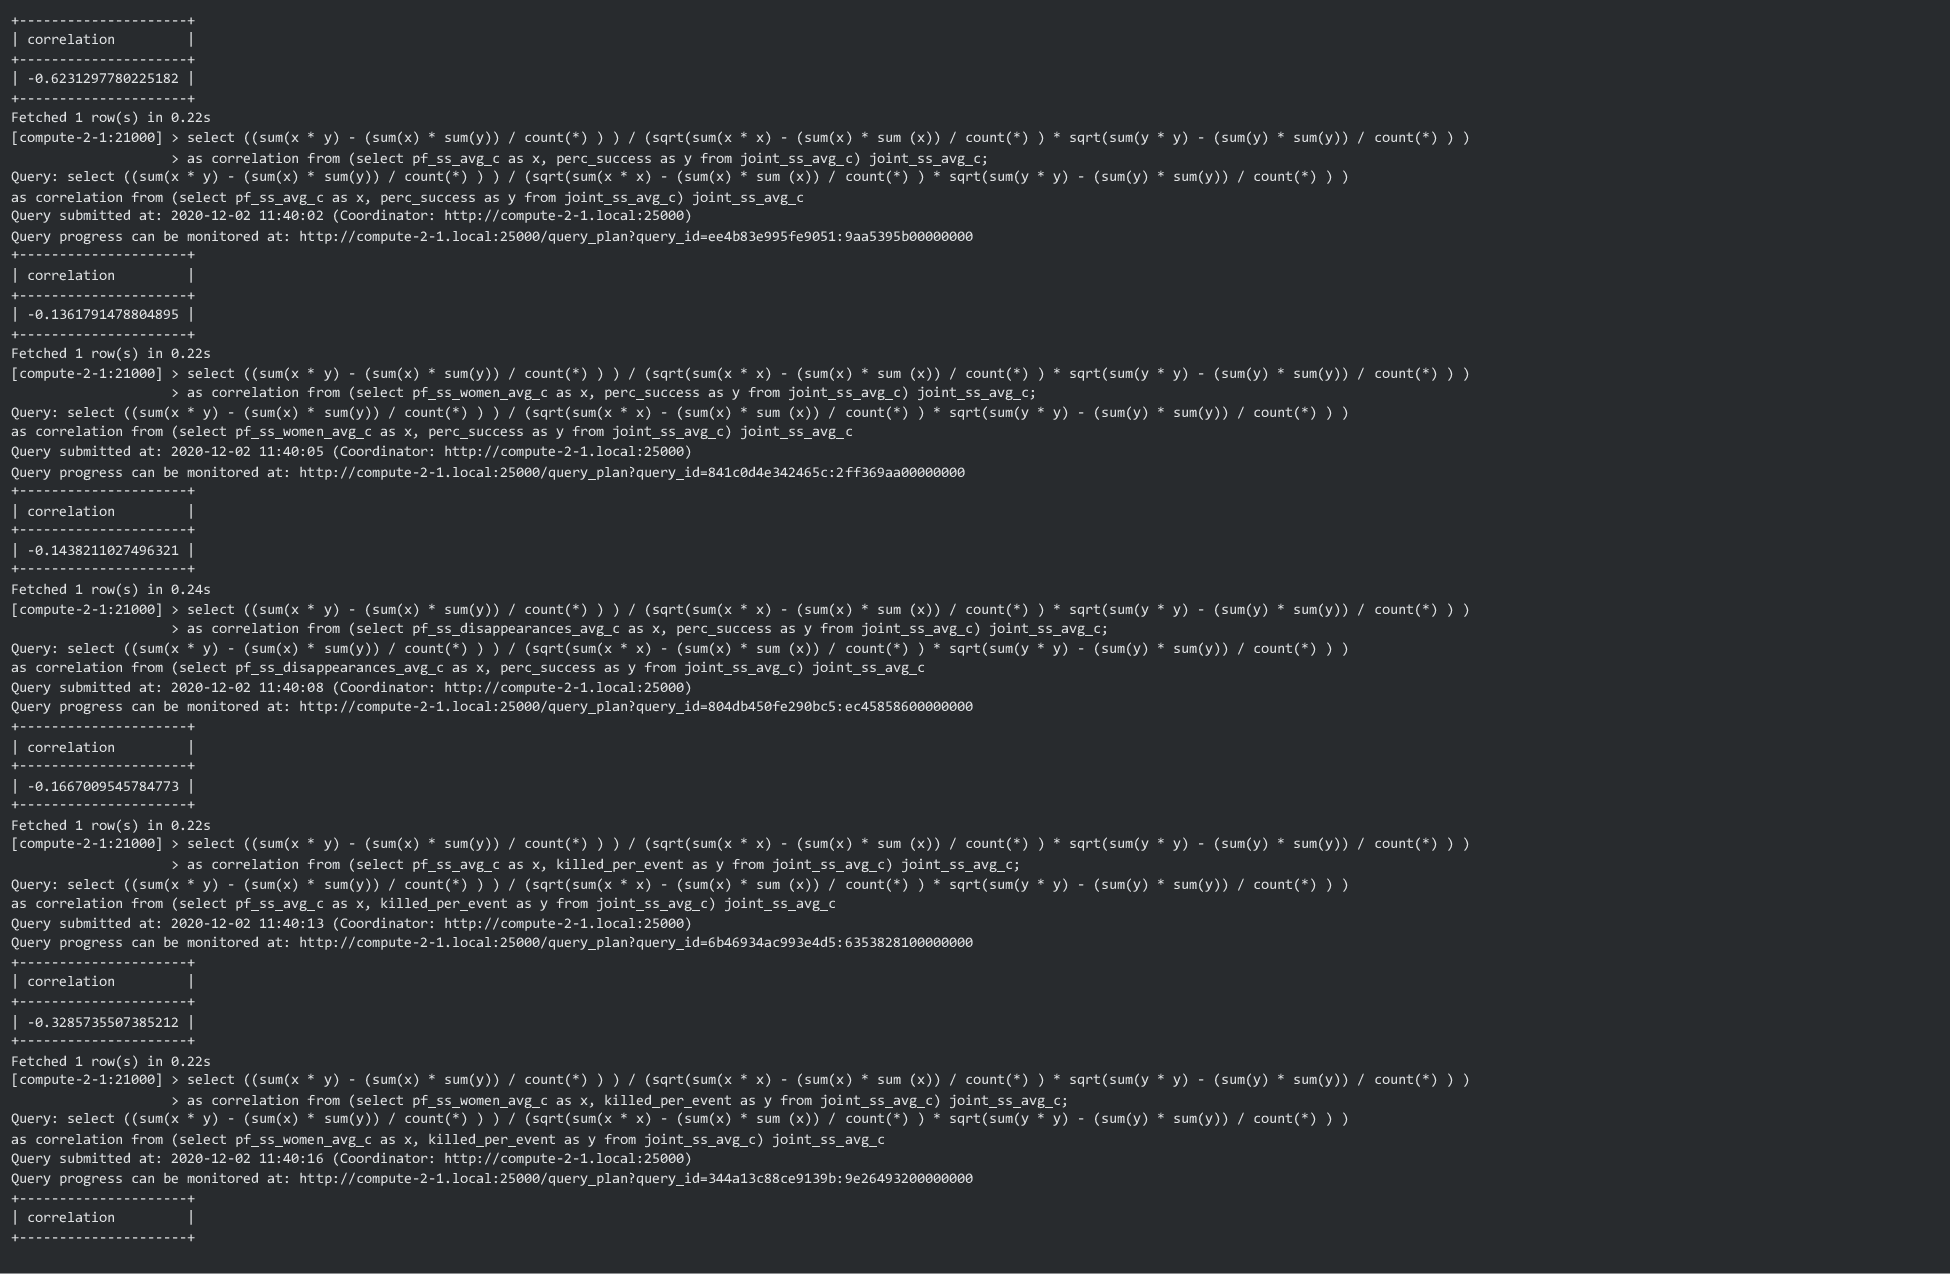 +---------------------+
| correlation         |
+---------------------+
| -0.6231297780225182 |
+---------------------+
Fetched 1 row(s) in 0.22s
[compute-2-1:21000] > select ((sum(x * y) - (sum(x) * sum(y)) / count(*) ) ) / (sqrt(sum(x * x) - (sum(x) * sum (x)) / count(*) ) * sqrt(sum(y * y) - (sum(y) * sum(y)) / count(*) ) )
                    > as correlation from (select pf_ss_avg_c as x, perc_success as y from joint_ss_avg_c) joint_ss_avg_c;
Query: select ((sum(x * y) - (sum(x) * sum(y)) / count(*) ) ) / (sqrt(sum(x * x) - (sum(x) * sum (x)) / count(*) ) * sqrt(sum(y * y) - (sum(y) * sum(y)) / count(*) ) )
as correlation from (select pf_ss_avg_c as x, perc_success as y from joint_ss_avg_c) joint_ss_avg_c
Query submitted at: 2020-12-02 11:40:02 (Coordinator: http://compute-2-1.local:25000)
Query progress can be monitored at: http://compute-2-1.local:25000/query_plan?query_id=ee4b83e995fe9051:9aa5395b00000000
+---------------------+
| correlation         |
+---------------------+
| -0.1361791478804895 |
+---------------------+
Fetched 1 row(s) in 0.22s
[compute-2-1:21000] > select ((sum(x * y) - (sum(x) * sum(y)) / count(*) ) ) / (sqrt(sum(x * x) - (sum(x) * sum (x)) / count(*) ) * sqrt(sum(y * y) - (sum(y) * sum(y)) / count(*) ) )
                    > as correlation from (select pf_ss_women_avg_c as x, perc_success as y from joint_ss_avg_c) joint_ss_avg_c;
Query: select ((sum(x * y) - (sum(x) * sum(y)) / count(*) ) ) / (sqrt(sum(x * x) - (sum(x) * sum (x)) / count(*) ) * sqrt(sum(y * y) - (sum(y) * sum(y)) / count(*) ) )
as correlation from (select pf_ss_women_avg_c as x, perc_success as y from joint_ss_avg_c) joint_ss_avg_c
Query submitted at: 2020-12-02 11:40:05 (Coordinator: http://compute-2-1.local:25000)
Query progress can be monitored at: http://compute-2-1.local:25000/query_plan?query_id=841c0d4e342465c:2ff369aa00000000
+---------------------+
| correlation         |
+---------------------+
| -0.1438211027496321 |
+---------------------+
Fetched 1 row(s) in 0.24s
[compute-2-1:21000] > select ((sum(x * y) - (sum(x) * sum(y)) / count(*) ) ) / (sqrt(sum(x * x) - (sum(x) * sum (x)) / count(*) ) * sqrt(sum(y * y) - (sum(y) * sum(y)) / count(*) ) )
                    > as correlation from (select pf_ss_disappearances_avg_c as x, perc_success as y from joint_ss_avg_c) joint_ss_avg_c;
Query: select ((sum(x * y) - (sum(x) * sum(y)) / count(*) ) ) / (sqrt(sum(x * x) - (sum(x) * sum (x)) / count(*) ) * sqrt(sum(y * y) - (sum(y) * sum(y)) / count(*) ) )
as correlation from (select pf_ss_disappearances_avg_c as x, perc_success as y from joint_ss_avg_c) joint_ss_avg_c
Query submitted at: 2020-12-02 11:40:08 (Coordinator: http://compute-2-1.local:25000)
Query progress can be monitored at: http://compute-2-1.local:25000/query_plan?query_id=804db450fe290bc5:ec45858600000000
+---------------------+
| correlation         |
+---------------------+
| -0.1667009545784773 |
+---------------------+
Fetched 1 row(s) in 0.22s
[compute-2-1:21000] > select ((sum(x * y) - (sum(x) * sum(y)) / count(*) ) ) / (sqrt(sum(x * x) - (sum(x) * sum (x)) / count(*) ) * sqrt(sum(y * y) - (sum(y) * sum(y)) / count(*) ) )
                    > as correlation from (select pf_ss_avg_c as x, killed_per_event as y from joint_ss_avg_c) joint_ss_avg_c;
Query: select ((sum(x * y) - (sum(x) * sum(y)) / count(*) ) ) / (sqrt(sum(x * x) - (sum(x) * sum (x)) / count(*) ) * sqrt(sum(y * y) - (sum(y) * sum(y)) / count(*) ) )
as correlation from (select pf_ss_avg_c as x, killed_per_event as y from joint_ss_avg_c) joint_ss_avg_c
Query submitted at: 2020-12-02 11:40:13 (Coordinator: http://compute-2-1.local:25000)
Query progress can be monitored at: http://compute-2-1.local:25000/query_plan?query_id=6b46934ac993e4d5:6353828100000000
+---------------------+
| correlation         |
+---------------------+
| -0.3285735507385212 |
+---------------------+
Fetched 1 row(s) in 0.22s
[compute-2-1:21000] > select ((sum(x * y) - (sum(x) * sum(y)) / count(*) ) ) / (sqrt(sum(x * x) - (sum(x) * sum (x)) / count(*) ) * sqrt(sum(y * y) - (sum(y) * sum(y)) / count(*) ) )
                    > as correlation from (select pf_ss_women_avg_c as x, killed_per_event as y from joint_ss_avg_c) joint_ss_avg_c;
Query: select ((sum(x * y) - (sum(x) * sum(y)) / count(*) ) ) / (sqrt(sum(x * x) - (sum(x) * sum (x)) / count(*) ) * sqrt(sum(y * y) - (sum(y) * sum(y)) / count(*) ) )
as correlation from (select pf_ss_women_avg_c as x, killed_per_event as y from joint_ss_avg_c) joint_ss_avg_c
Query submitted at: 2020-12-02 11:40:16 (Coordinator: http://compute-2-1.local:25000)
Query progress can be monitored at: http://compute-2-1.local:25000/query_plan?query_id=344a13c88ce9139b:9e26493200000000
+---------------------+
| correlation         |
+---------------------+